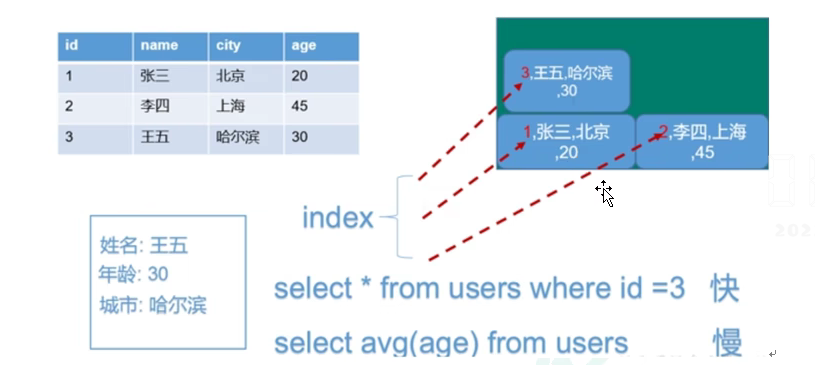 id name city age
1 张三 北京 20
2 李四 上海 45
3 王五 哈尔滨 30
3,王五,哈尔滨
,30
1,张三,北京
,20
2,李四,上海
,45
index
姓名: 王五
年龄: 30
城市: 哈尔滨
select * from users where id =3 快
select avg(age) from users 慢